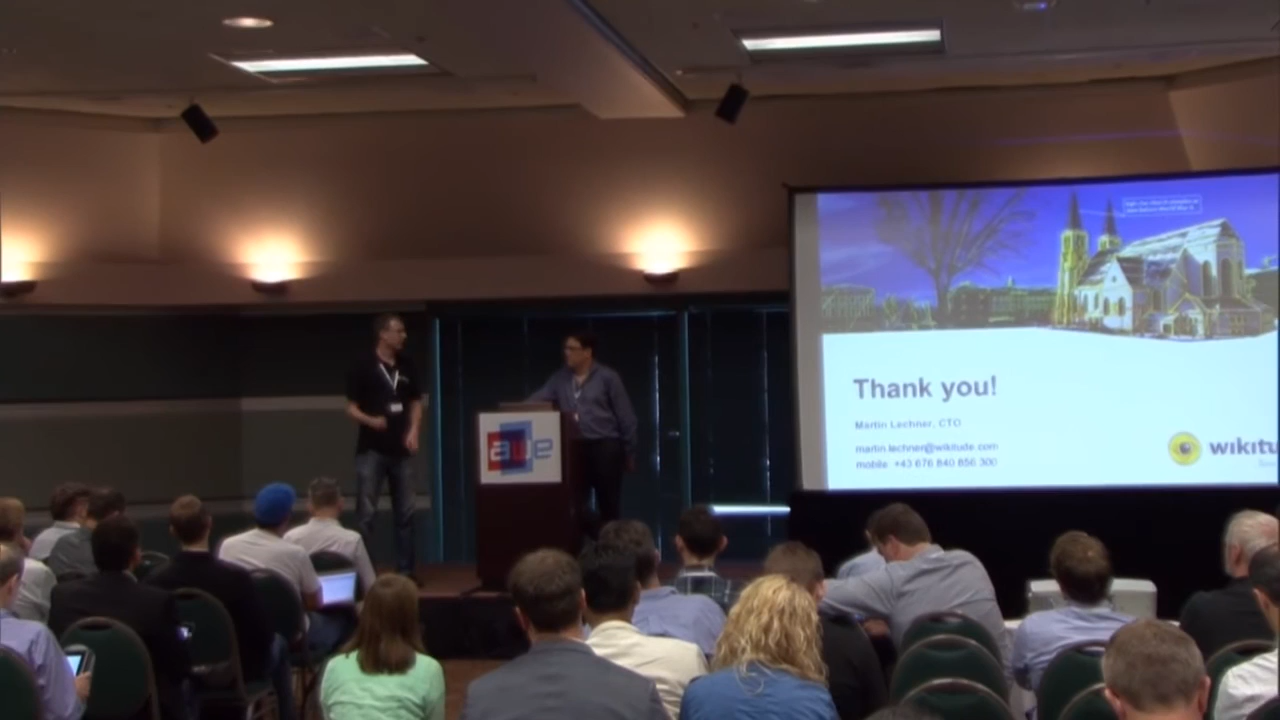 awe
Thank you!
Martin Lechner, CTO
martin.lechner@wikitude.com
mobile: +43 676 840 856 300
wikitu